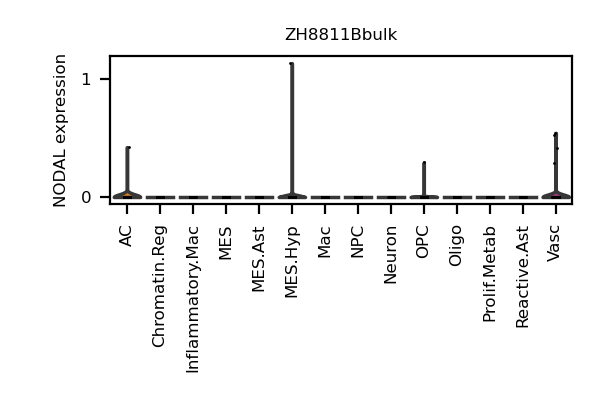 ZH8811Bbulk
NODAL expression
1
0
AC
Chromatin.Reg
Inflammatory.Mac
MES
MES.Ast
MES.Hyp
Mac
NPC
Neuron
OPC
Oligo
Prolif.Metab
Reactive.Ast
Vasc